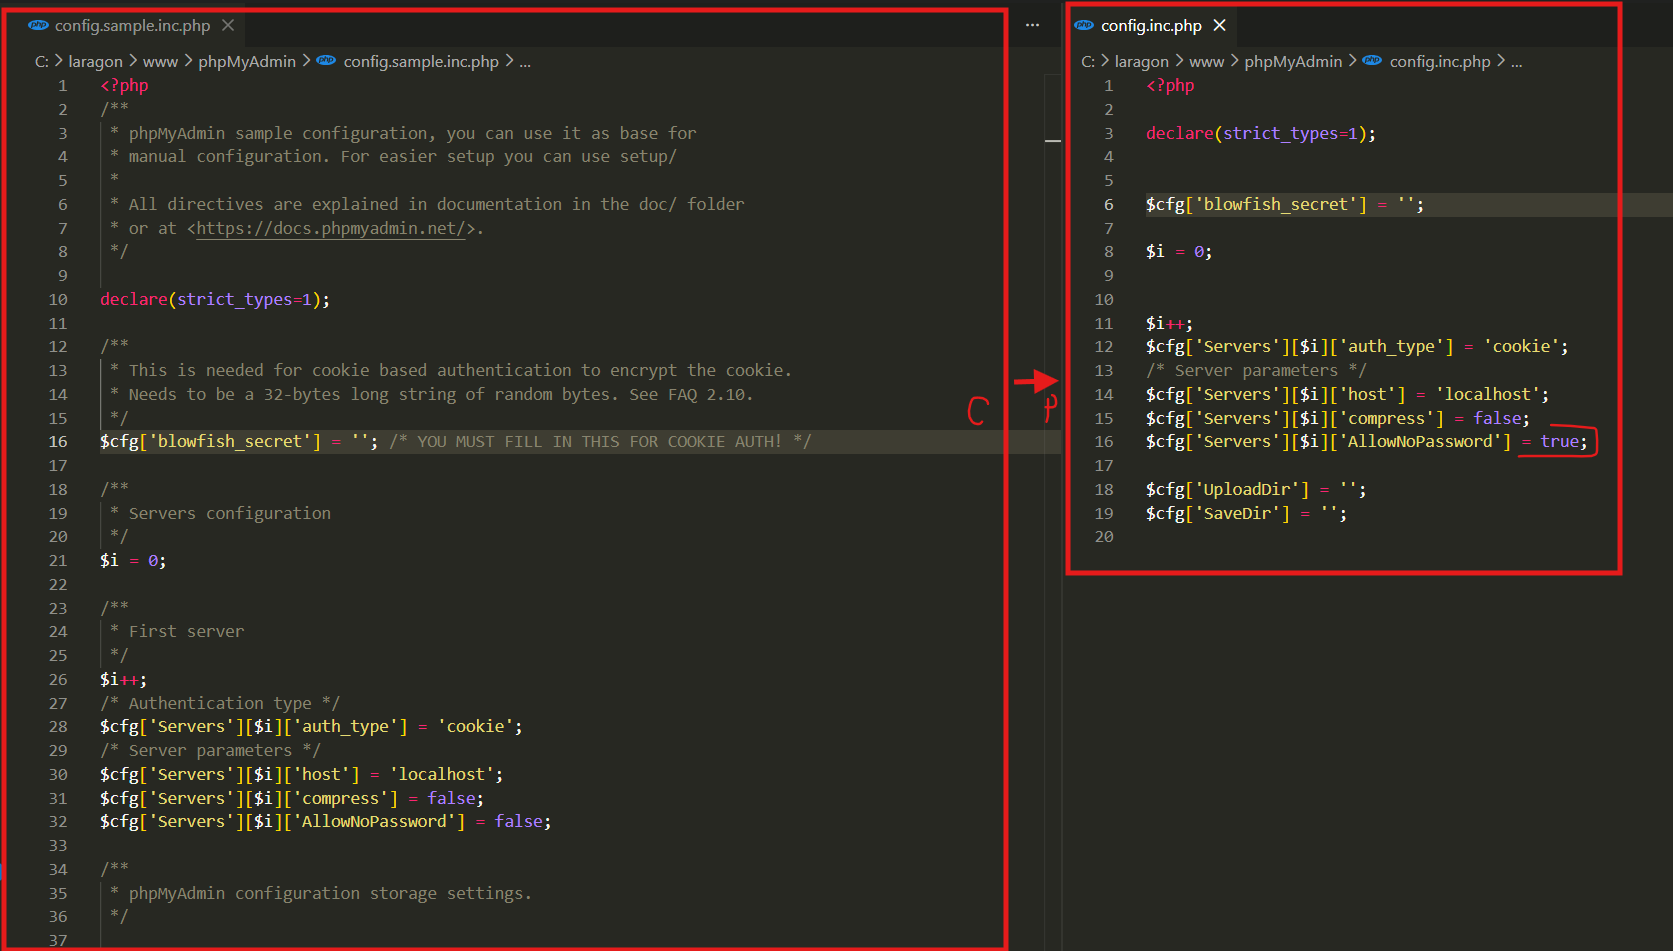 config.sample.inc.php
C: > laragon > www > phpMyAdmin > config.sample.inc.php > ...
1 <?php
2 /**
3 * phpMyAdmin sample configuration, you can use it as base for
4 * manual configuration. For easier setup you can use setup/
5 *
6 * All directives are explained in documentation in the doc/ folder
7 * or at <https://docs.phpmyadmin.net/>.
8 */
9
10 declare(strict_types=1);
11
12 /**
13 * This is needed for cookie based authentication to encrypt the cookie.
14 * Needs to be a 32-bytes long string of random bytes. See FAQ 2.10.
15 */
16 $cfg['blowfish_secret'] = ''; /* YOU MUST FILL IN THIS FOR COOKIE AUTH! */
17
18 /**
19 * Servers configuration
20 */
21 $i = 0;
22
23 /**
24 * First server
25 */
26 $i++;
27 /* Authentication type */
28 $cfg['Servers'][$i]['auth_type'] = 'cookie';
29 /* Server parameters */
30 $cfg['Servers'][$i]['host'] = 'localhost';
31 $cfg['Servers'][$i]['compress'] = false;
32 $cfg['Servers'][$i]['AllowNoPassword'] = false;
33
34 /**
35 * phpMyAdmin configuration storage settings.
36 */
37
C P
config.inc.php
C: > laragon > www > phpMyAdmin > config.inc.php > ...
1 <?php
2
3 declare(strict_types=1);
4
5
6 $cfg['blowfish_secret'] = '';
7
8 $i = 0;
9
10
11 $i++;
12 $cfg['Servers'][$i]['auth_type'] = 'cookie';
13 /* Server parameters */
14 $cfg['Servers'][$i]['host'] = 'localhost';
15 $cfg['Servers'][$i]['compress'] = false;
16 $cfg['Servers'][$i]['AllowNoPassword'] = true;
17
18 $cfg['UploadDir'] = '';
19 $cfg['SaveDir'] = '';
20